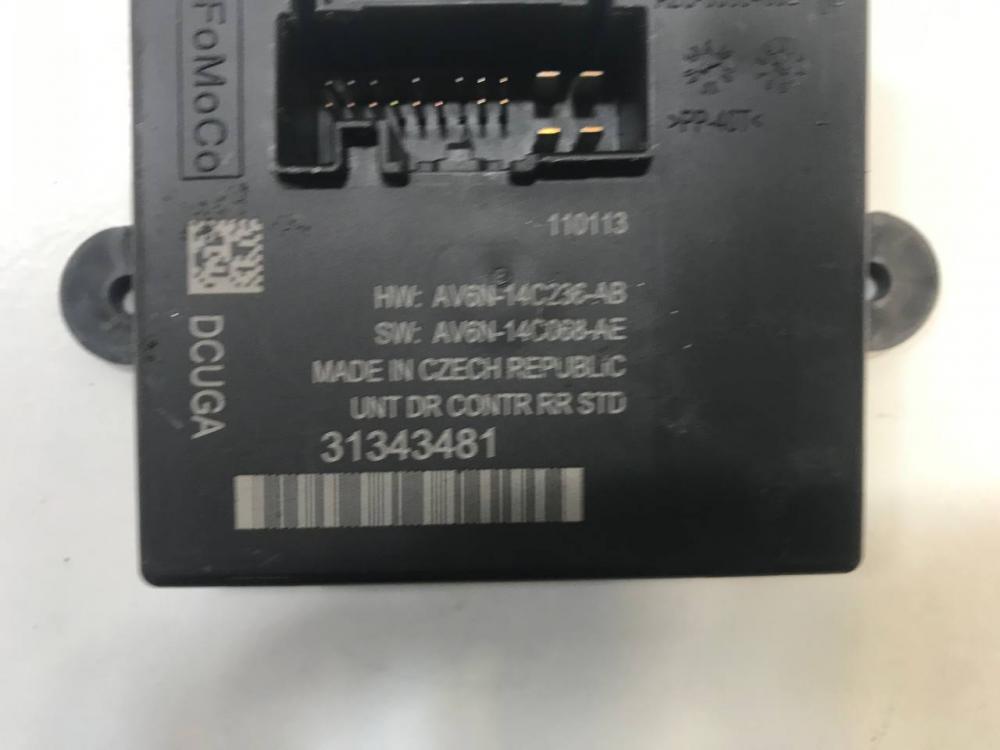 FoMoCo
>PP-40T<
110113
HW: AV6N-14C236-AB
SW: AV6N-14C068-AE
MADE IN CZECH REPUBLIC
UNT DR CONTR RR STD
31343481
DCUGA